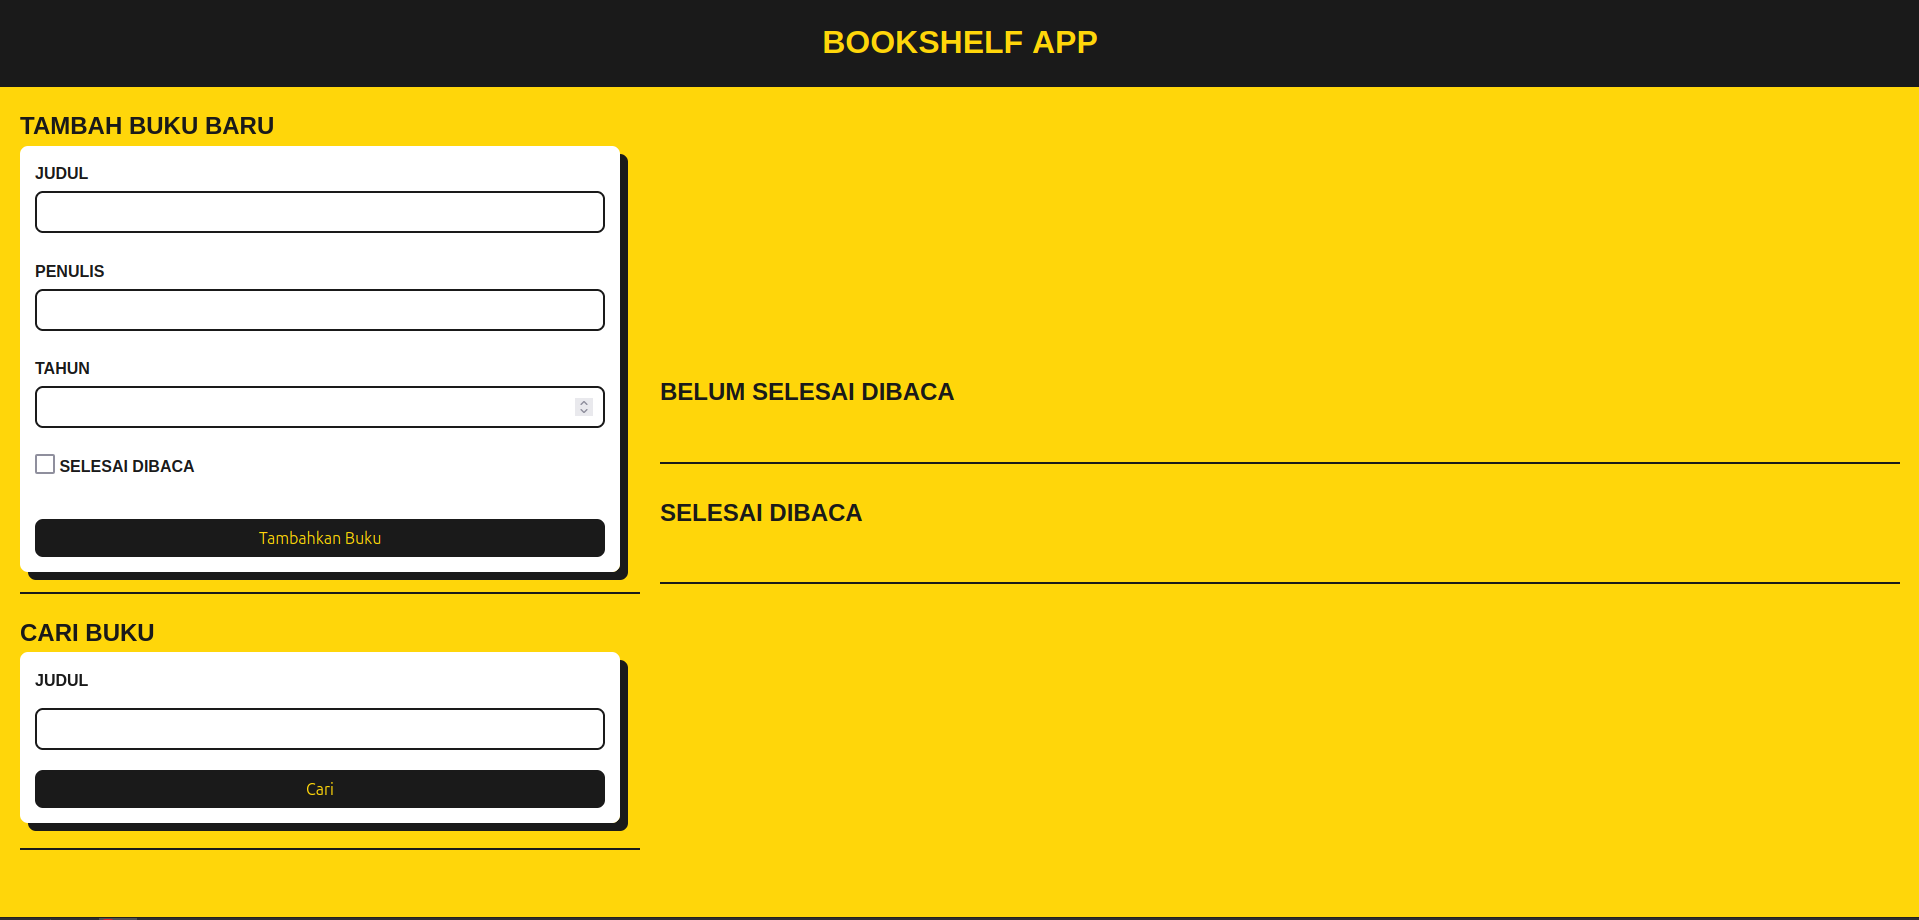 BOOKSHELF APP
TAMBAH BUKU BARU
JUDUL
PENULIS
TAHUN
SELESAI DIBACA
Tambahkan Buku
CARI BUKU
JUDUL
Cari
BELUM SELESAI DIBACA
SELESAI DIBACA